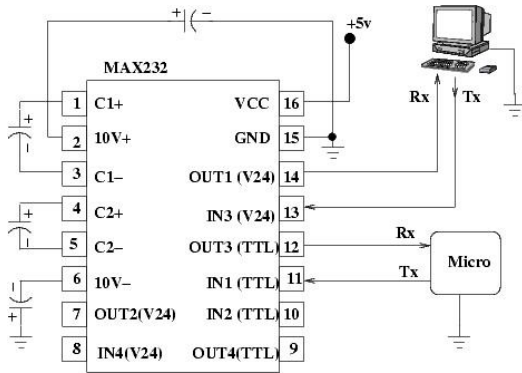 + −
+5v
MAX232
1 C1+ VCC 16
2 10V+ GND 15
3 C1− OUT1 (V24) 14
4 C2+ IN3 (V24) 13
5 C2− OUT3 (TTL) 12
6 10V− IN1 (TTL) 11
7 OUT2(V24) IN2 (TTL) 10
8 IN4(V24) OUT4(TTL) 9
+
−
+
−
−
+
Rx Tx
Rx
Tx
Micro